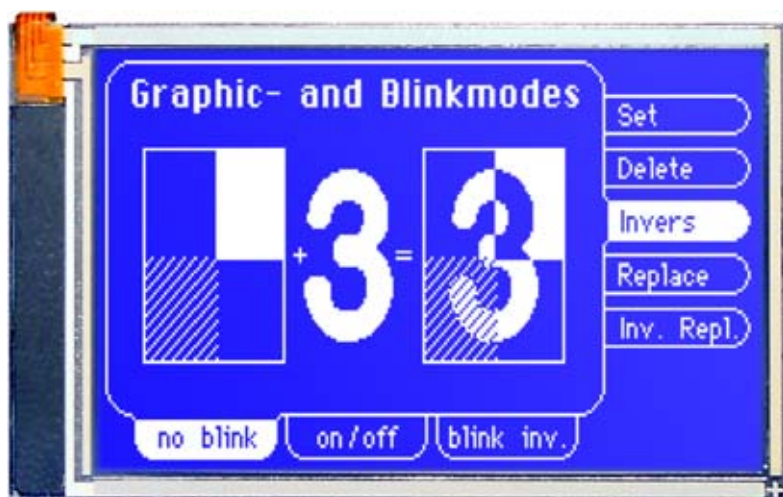 Graphic- and Blinkmodes
+ 3 = 3
Set
Delete
Invers
Replace
Inv. Repl.
no blink
on/off
blink inv.